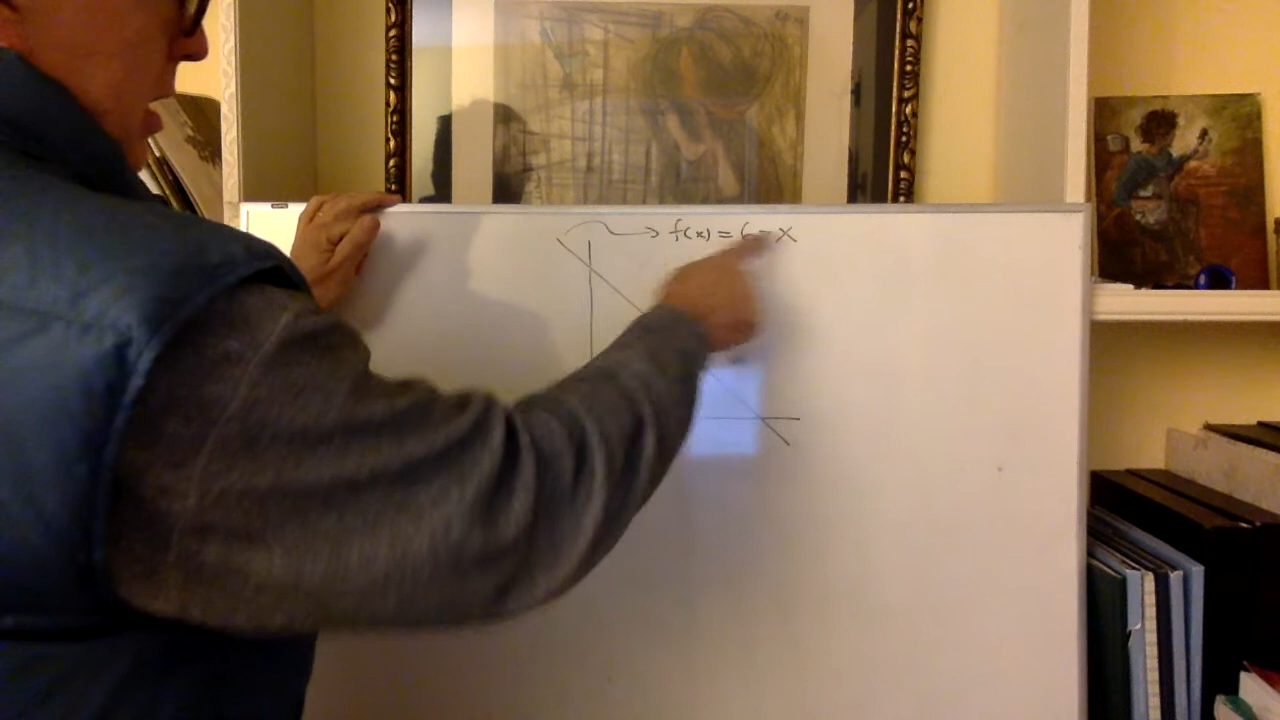 f(x) = 6 - x